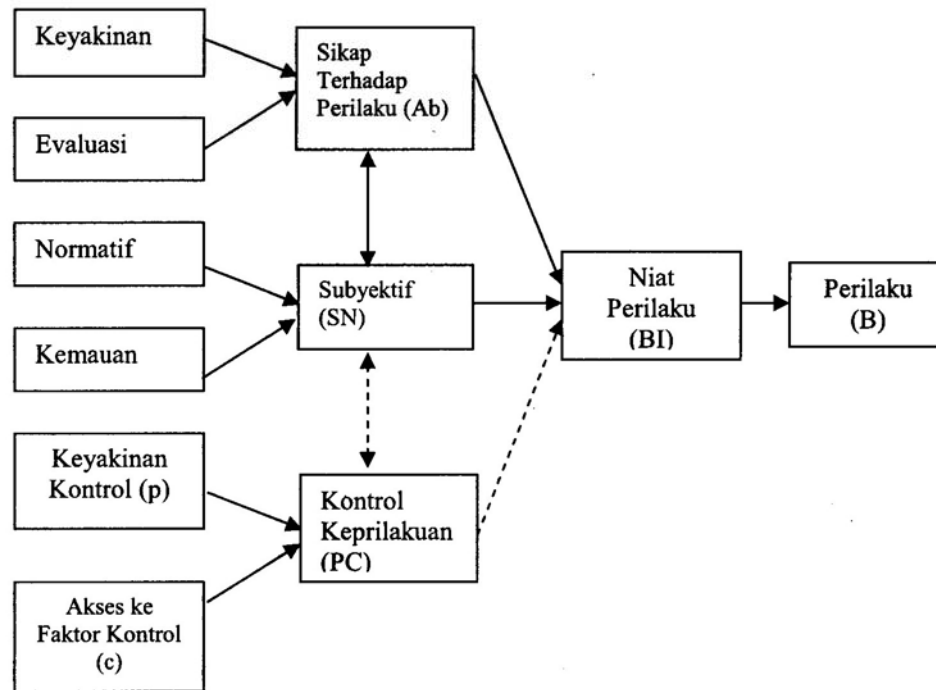 Keyakinan
Evaluasi
Normatif
Kemauan
Keyakinan
Kontrol (p)
Akses ke
Faktor Kontrol
(c)
Sikap
Terhadap
Perilaku (Ab)
Subyektif
(SN)
Kontrol
Keprilakuan
(PC)
Niat
Perilaku
(BI)
Perilaku
(B)